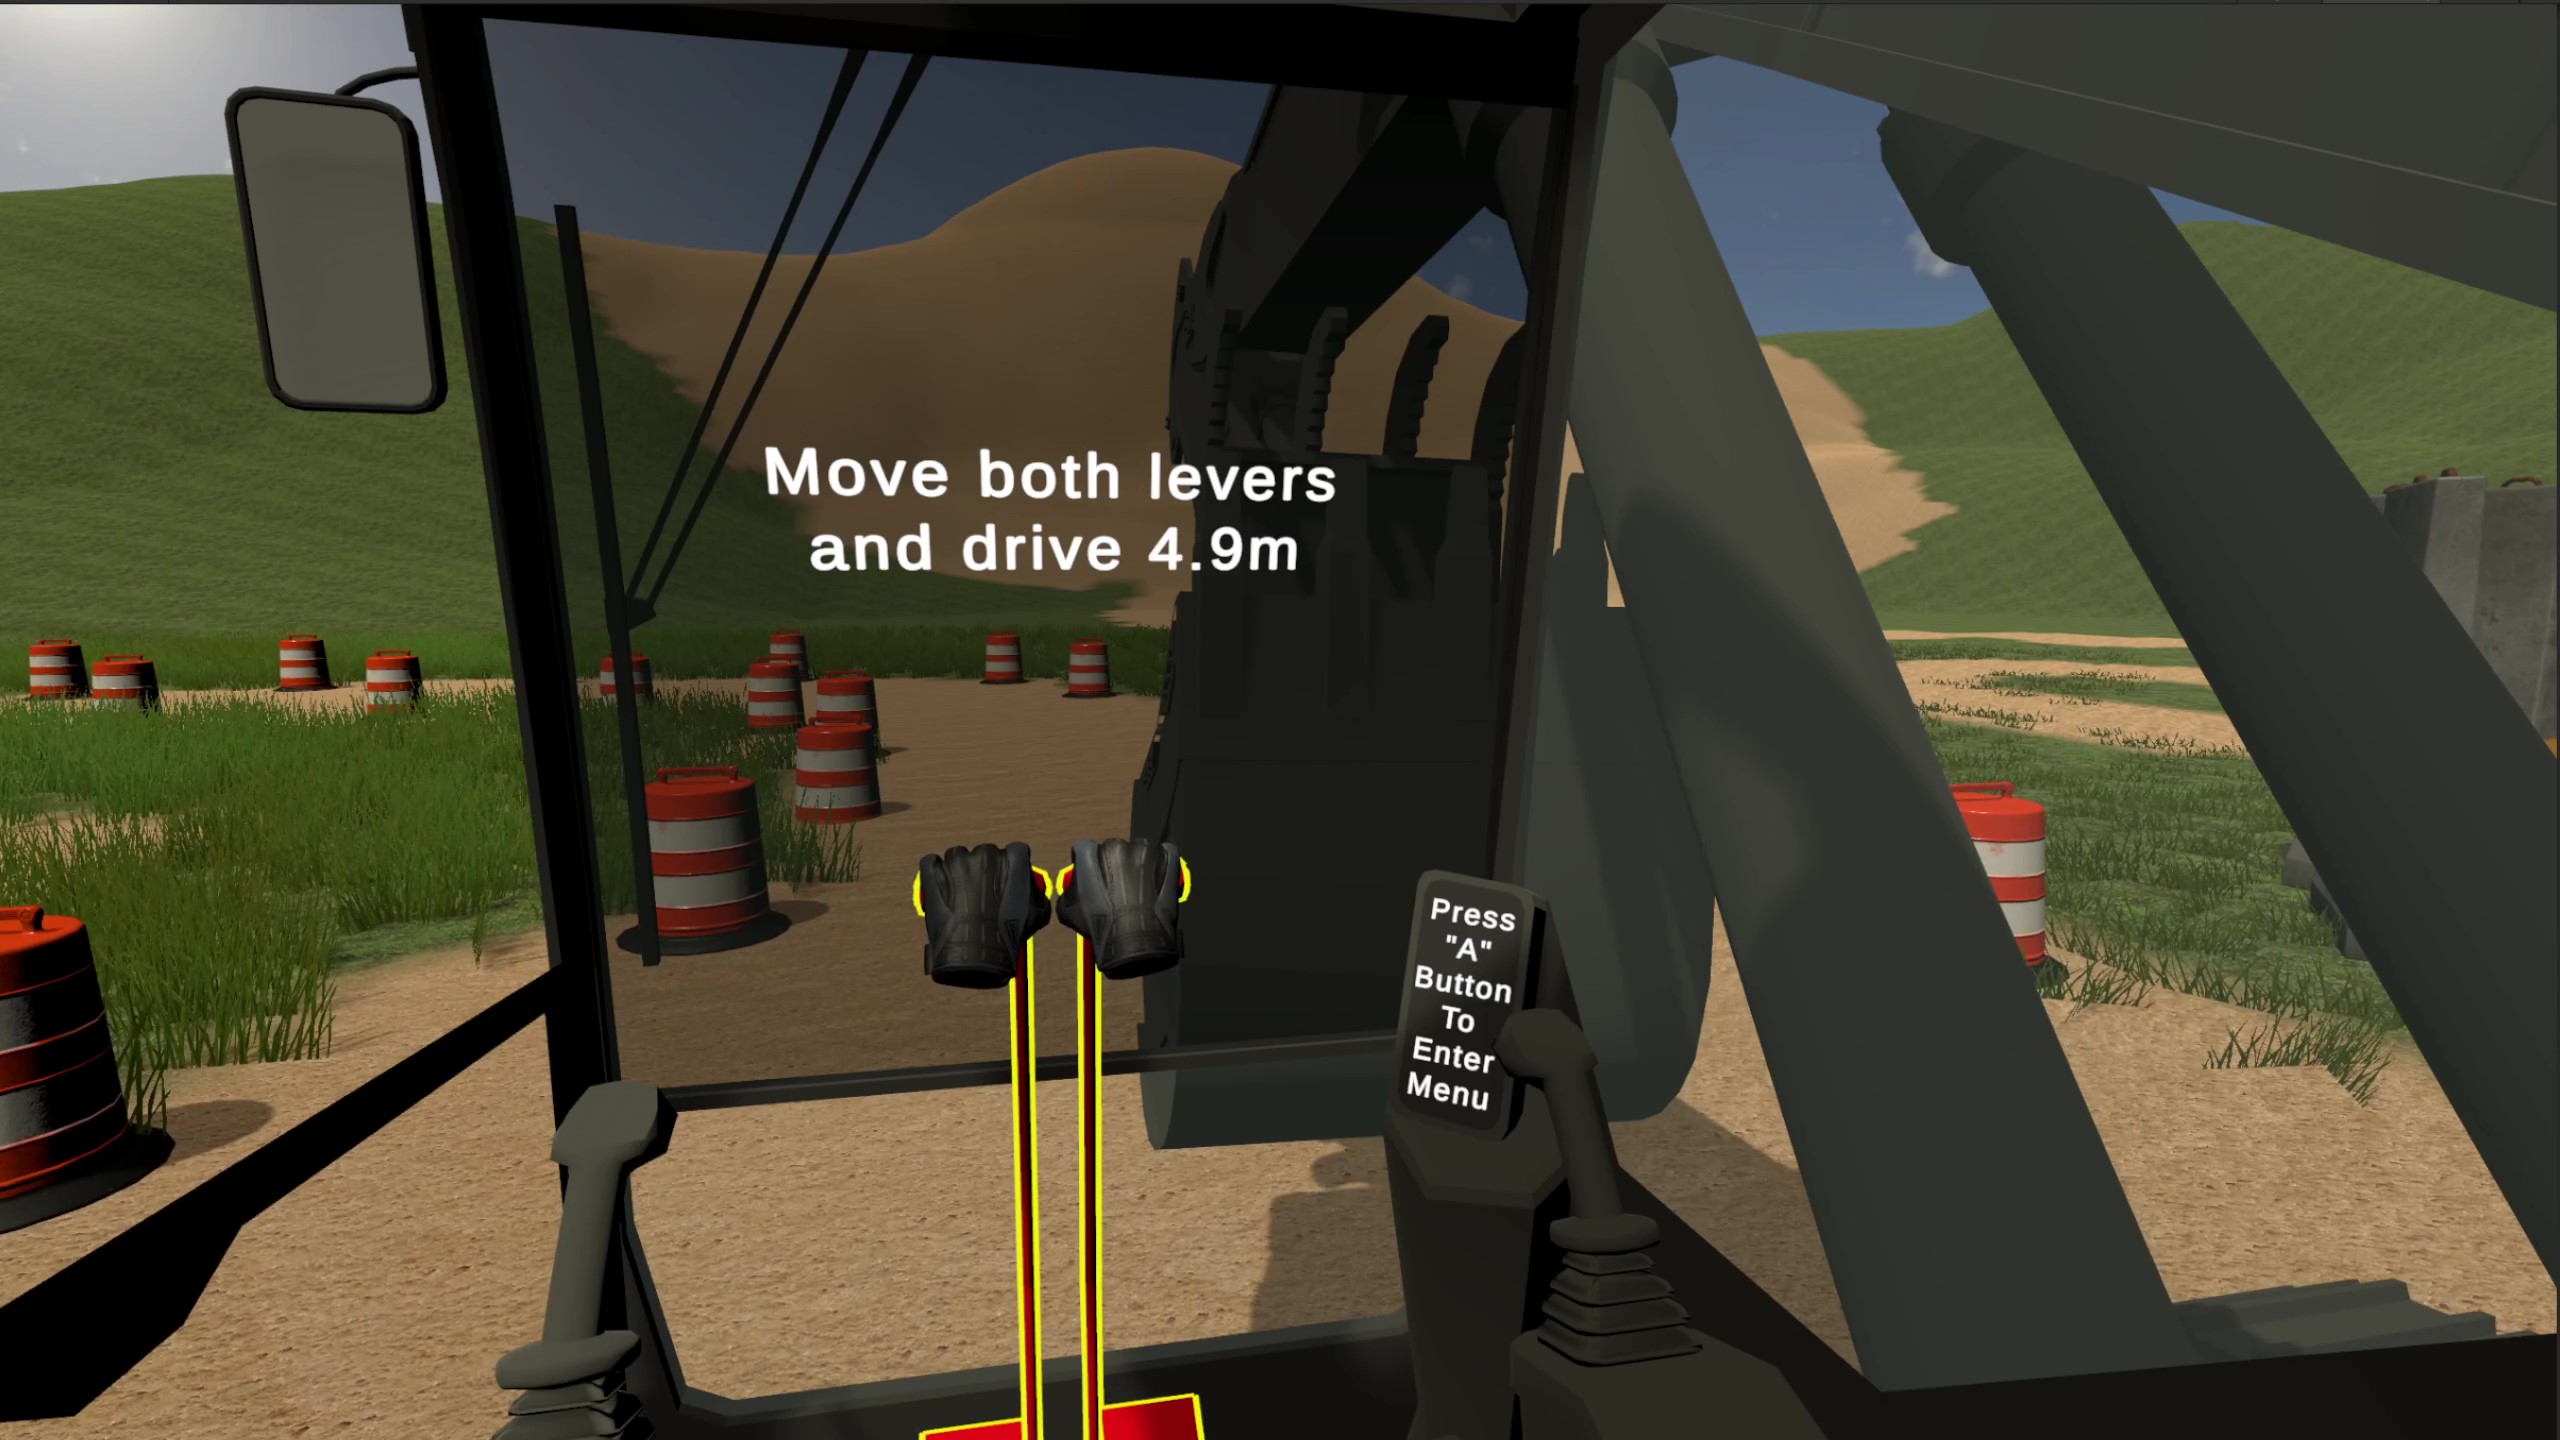 Move both levers
and drive 4.9m
Press
"A"
Button
To
Enter
Menu